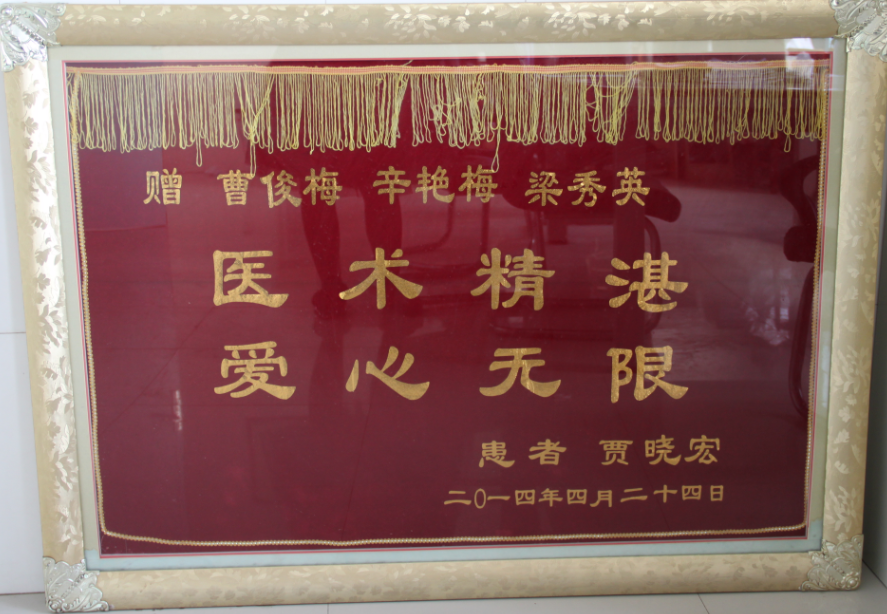 赠 曹俊梅 辛艳梅 梁秀英
医术精湛
爱心无限
患者 贾晓宏
二〇一四年四月二十四日